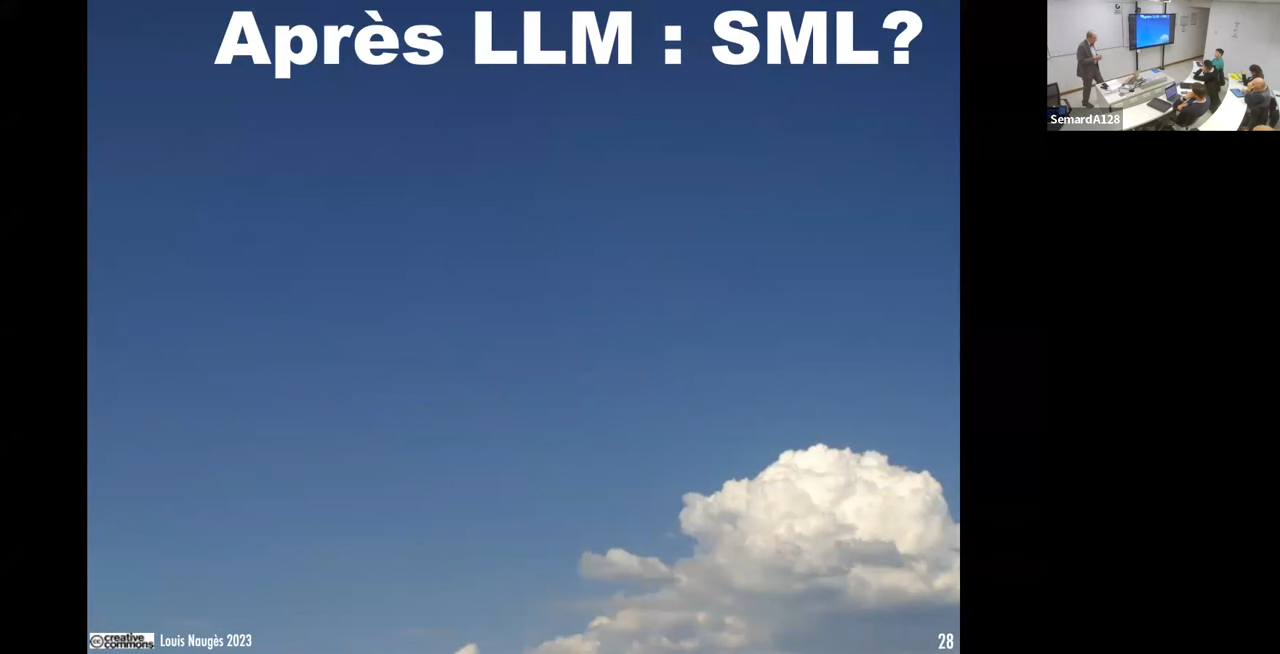 Après LLM : SML?
SemardA128
creative
commons
Louis Naugès 2023
28